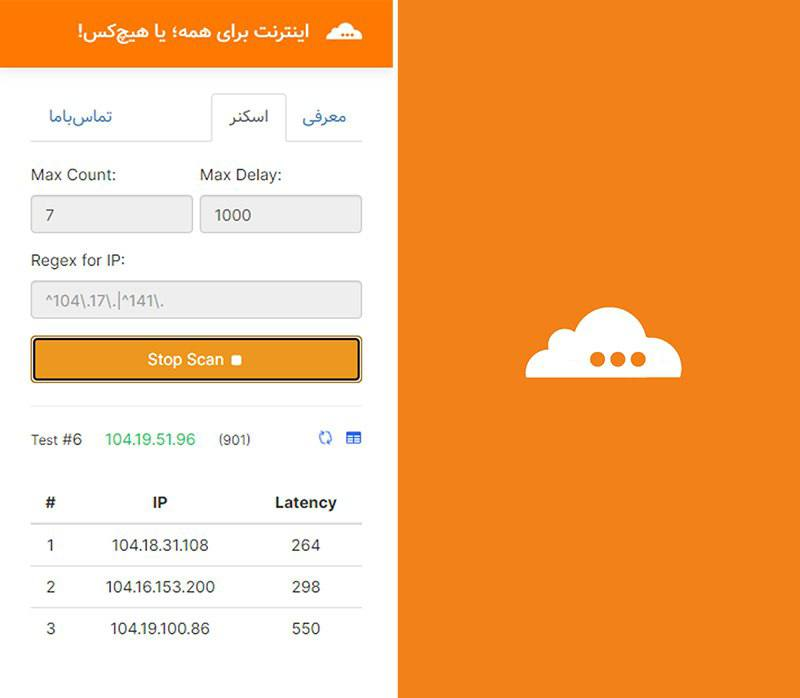 اینترنت برای همه؛ یا هیچ‌کس!
معرفی اسکنر تماس‌باما
Max Count: Max Delay:
7 1000
Regex for IP:
^104\.17\.|^141\.
Stop Scan
Test #6 104.19.51.96 (901)
# IP Latency
1 104.18.31.108 264
2 104.16.153.200 298
3 104.19.100.86 550